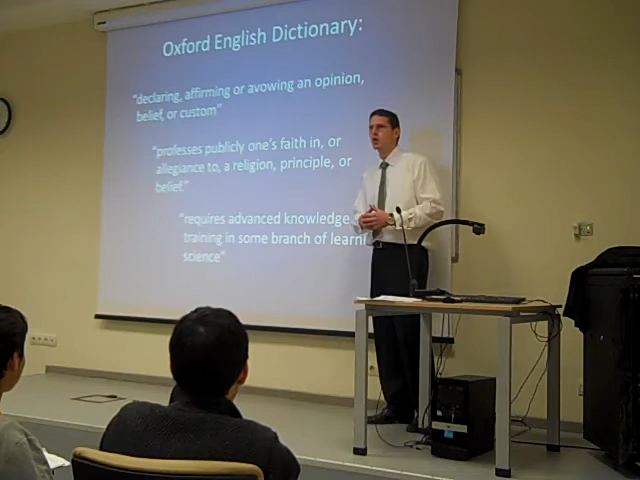 Oxford English Dictionary:
"declaring, affirming or avowing an opinion,
belief, or custom"
"professes publicly one's faith in, or
allegiance to, a religion, principle, or
belief."
"requires advanced knowledge
training in some branch of learni
science"